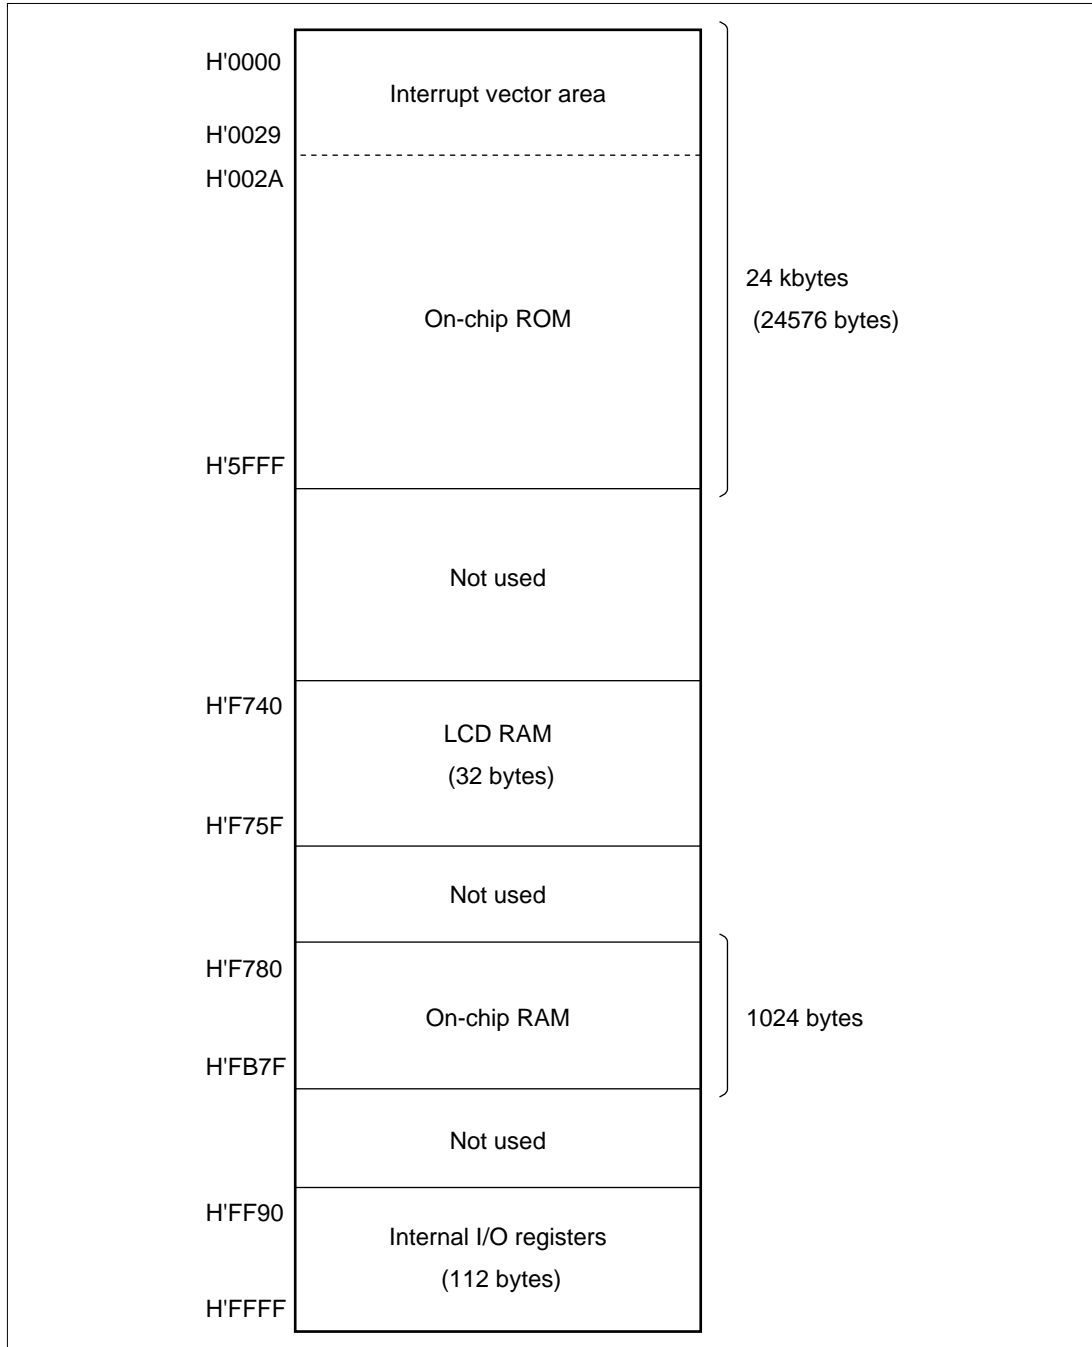 H'0000
Interrupt vector area
H'0029
H'002A
24 kbytes
On-chip ROM
(24576 bytes)
H'5FFF
Not used
H'F740
LCD RAM
(32 bytes)
H'F75F
Not used
H'F780
On-chip RAM
1024 bytes
H'FB7F
Not used
H'FF90
Internal I/O registers
(112 bytes)
H'FFFF